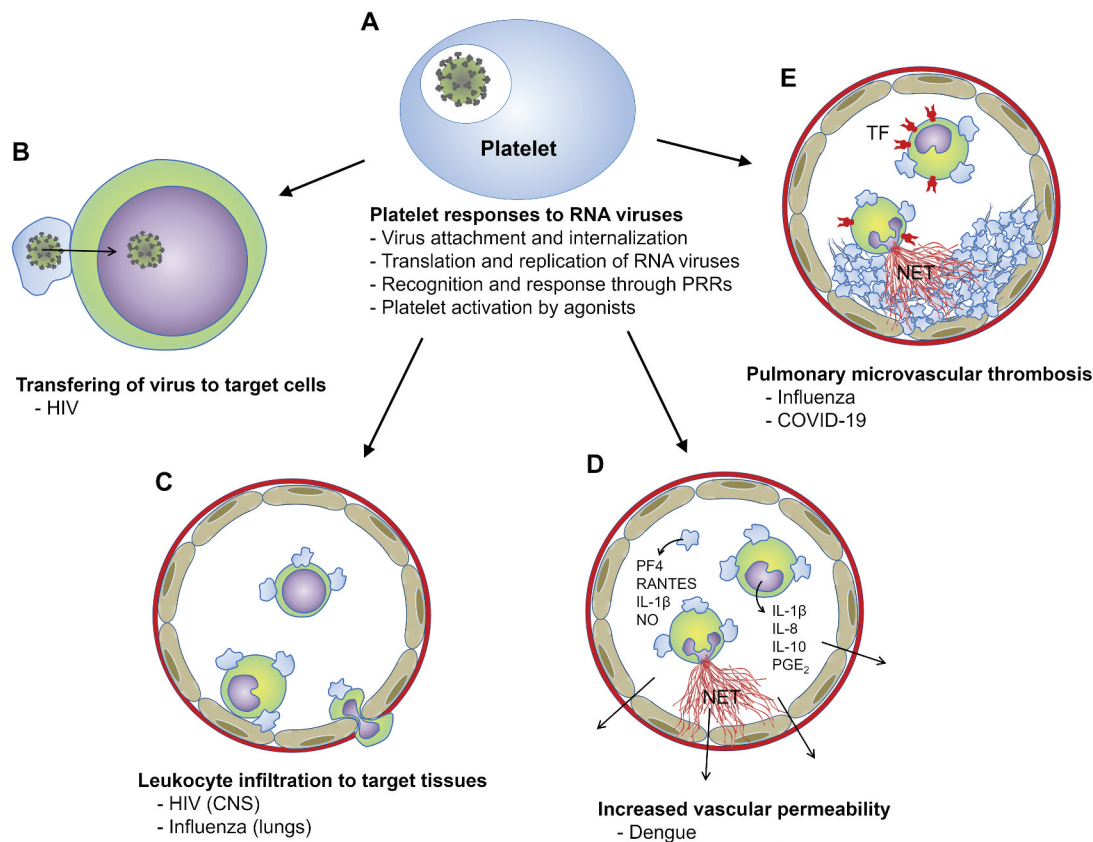 A
Platelet
Platelet responses to RNA viruses
- Virus attachment and internalization
- Translation and replication of RNA viruses
- Recognition and response through PRRs
- Platelet activation by agonists
B
Transfering of virus to target cells
- HIV
C
Leukocyte infiltration to target tissues
- HIV (CNS)
- Influenza (lungs)
D
PF4
RANTES
IL-1β
NO
IL-1β
IL-8
IL-10
PGE₂
NET
Increased vascular permeability
- Dengue
E
TF
NET
Pulmonary microvascular thrombosis
- Influenza
- COVID-19